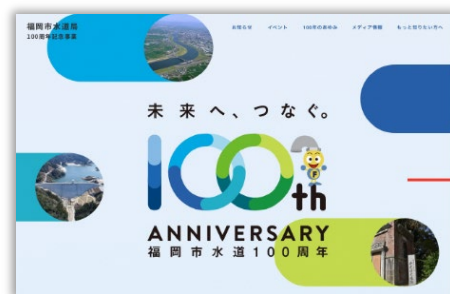 福岡市水道局
100周年記念事業
お知らせ
イベント
100年の歩み
メディア情報
もっと知りたい方へ
未来へ、つなぐ。
100th
F
ANNIVERSARY
福岡市水道100周年